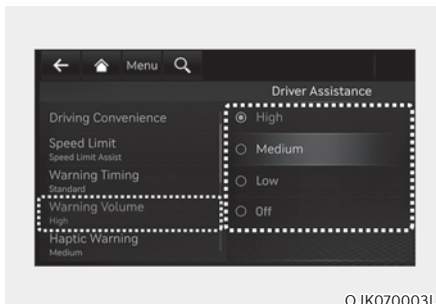 Menu
Driver Assistance
Driving Convenience
Speed Limit
Speed Limit Assist
Warning Timing
Standard
Warning Volume
High
Haptic Warning
Medium
High
Medium
Low
Off
OJK070003L